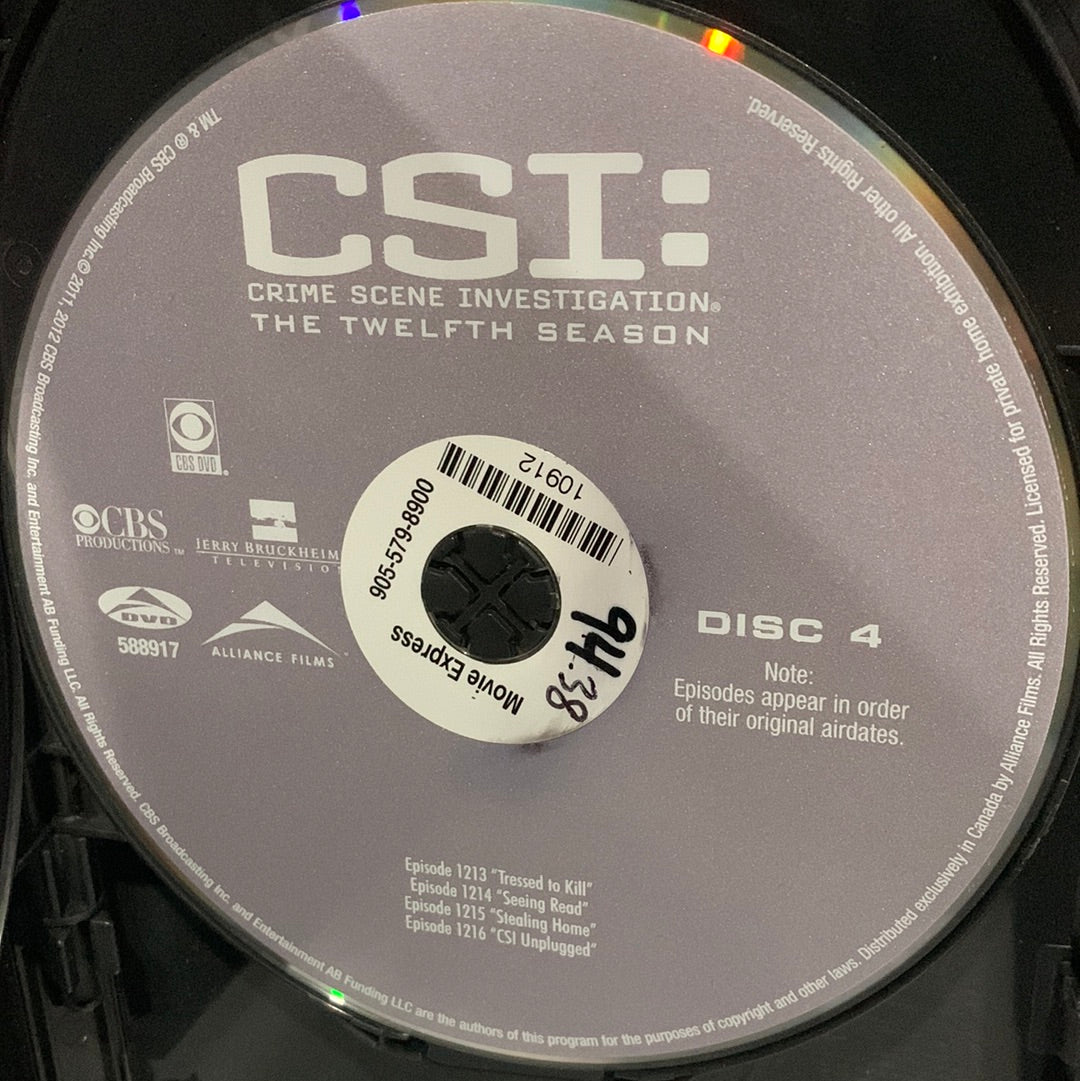 CSI:
CRIME SCENE INVESTIGATION®
THE TWELFTH SEASON
CBS DVD®
CBS
PRODUCTIONS™
JERRY BRUCKHEIM
TELEVISIO
DVD
588917
ALLIANCE FILMS™
10912
905-579-8900
Movie Express
94.38
DISC 4
Note:
Episodes appear in order
of their original airdates.
Episode 1213 "Tressed to Kill"
Episode 1214 "Seeing Read"
Episode 1215 "Stealing Home"
Episode 1216 "CSI Unplugged"
TM & © CBS Broadcasting Inc. © 2011, 2012 CBS Broadcasting Inc. and Entertainment AB Funding LLC. All Rights Reserved. CBS Broadcasting Inc. and Entertainment AB Funding LLC are the authors of this program for the purposes of copyright and other laws. Distributed exclusively in Canada by Alliance Films. All Rights Reserved. Licensed for private home exhibition. All other Rights Reserved.